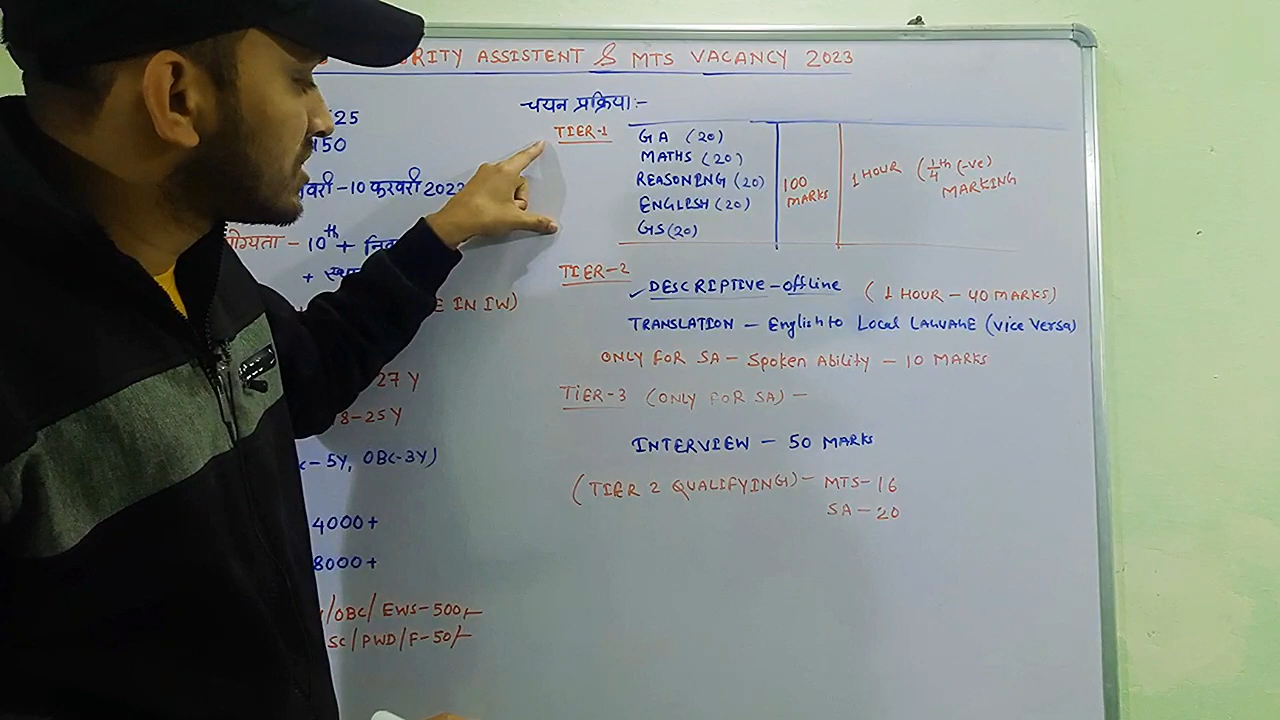 RITY ASSISTENT & MTS VACANCY 2023
25
150
वरी - 10 फरवरी 2023
ग्यता - 10th +
+
E IN IW)
27 Y
18-25Y
- 5Y, OBC-3Y)
4000+
8000+
/OBC/ EWS-500/-
SC/PWD/F-50/-
चयन प्रक्रिया:-
TIER-1
GA (20)
MATHS (20)
REASONING (20)
ENGLISH (20)
GS (20)
100 MARKS
1 HOUR (1/4th (-ve) MARKING
TIER-2
✓ DESCRIPTIVE - offline (1 HOUR - 40 MARKS)
TRANSLATION - English to Local LAGUAGE (vice versa)
ONLY FOR SA - Spoken Ability - 10 MARKS
TIER-3 (ONLY FOR SA) -
INTERVIEW - 50 MARKS
(TIER 2 QUALIFYING) - MTS-16
SA - 20